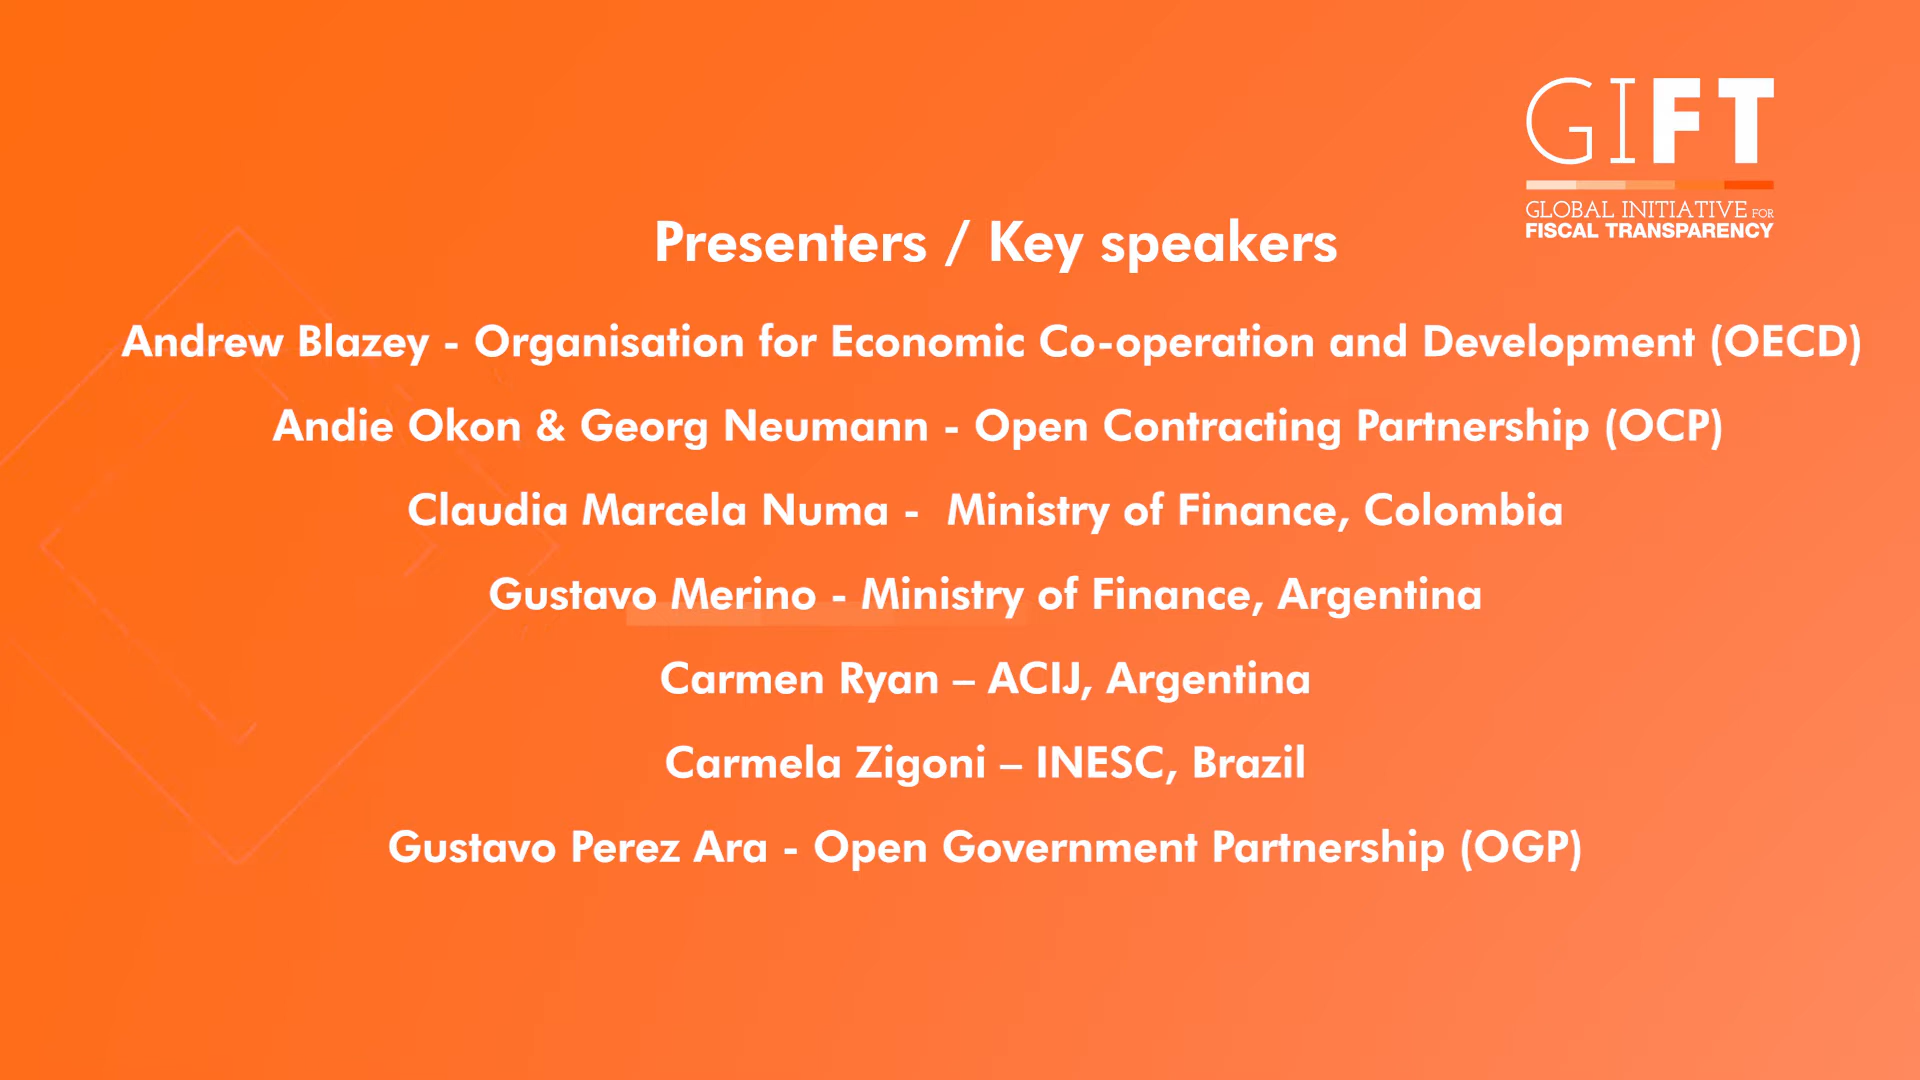 GIFT
GLOBAL INITIATIVE FOR
FISCAL TRANSPARENCY
Presenters / Key speakers
Andrew Blazey - Organisation for Economic Co-operation and Development (OECD)
Andie Okon & Georg Neumann - Open Contracting Partnership (OCP)
Claudia Marcela Numa -  Ministry of Finance, Colombia
Gustavo Merino - Ministry of Finance, Argentina
Carmen Ryan – ACIJ, Argentina
Carmela Zigoni – INESC, Brazil
Gustavo Perez Ara - Open Government Partnership (OGP)